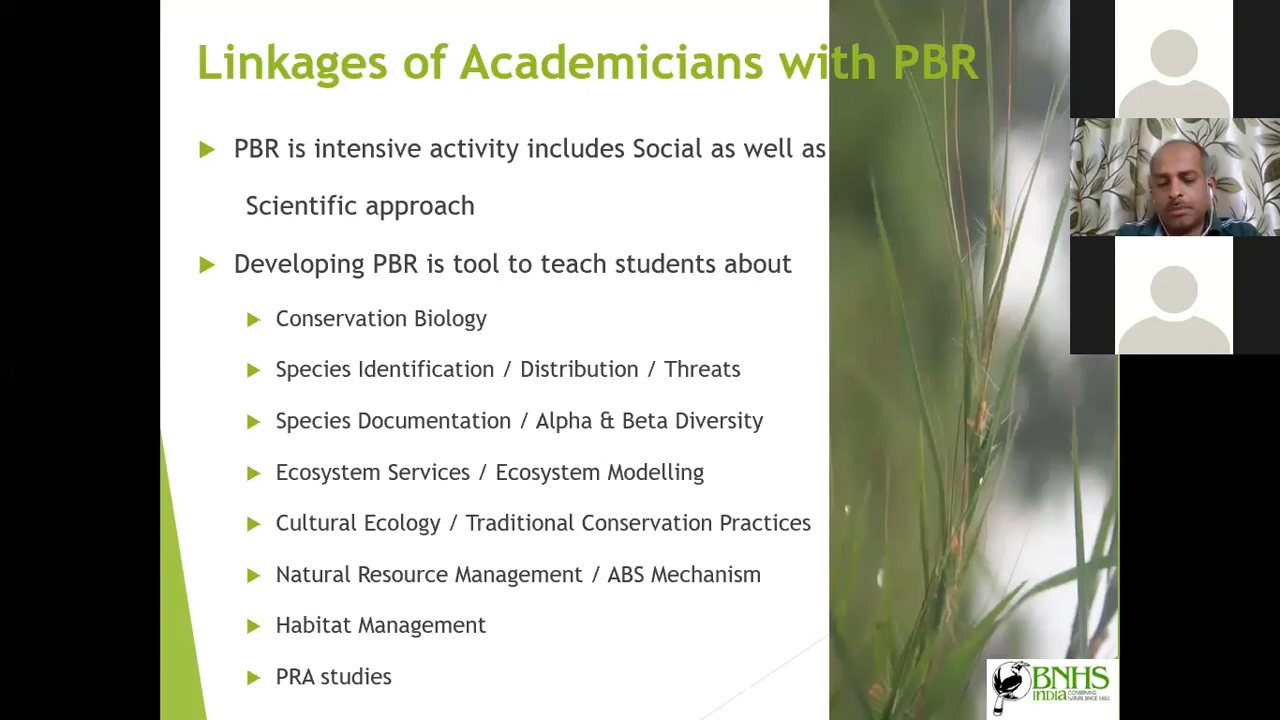 Linkages of Academicians with PBR
PBR is intensive activity includes Social as well as
Scientific approach
Developing PBR is tool to teach students about
Conservation Biology
Species Identification / Distribution / Threats
Species Documentation / Alpha & Beta Diversity
Ecosystem Services / Ecosystem Modelling
Cultural Ecology / Traditional Conservation Practices
Natural Resource Management / ABS Mechanism
Habitat Management
PRA studies
BNHS
INDIA